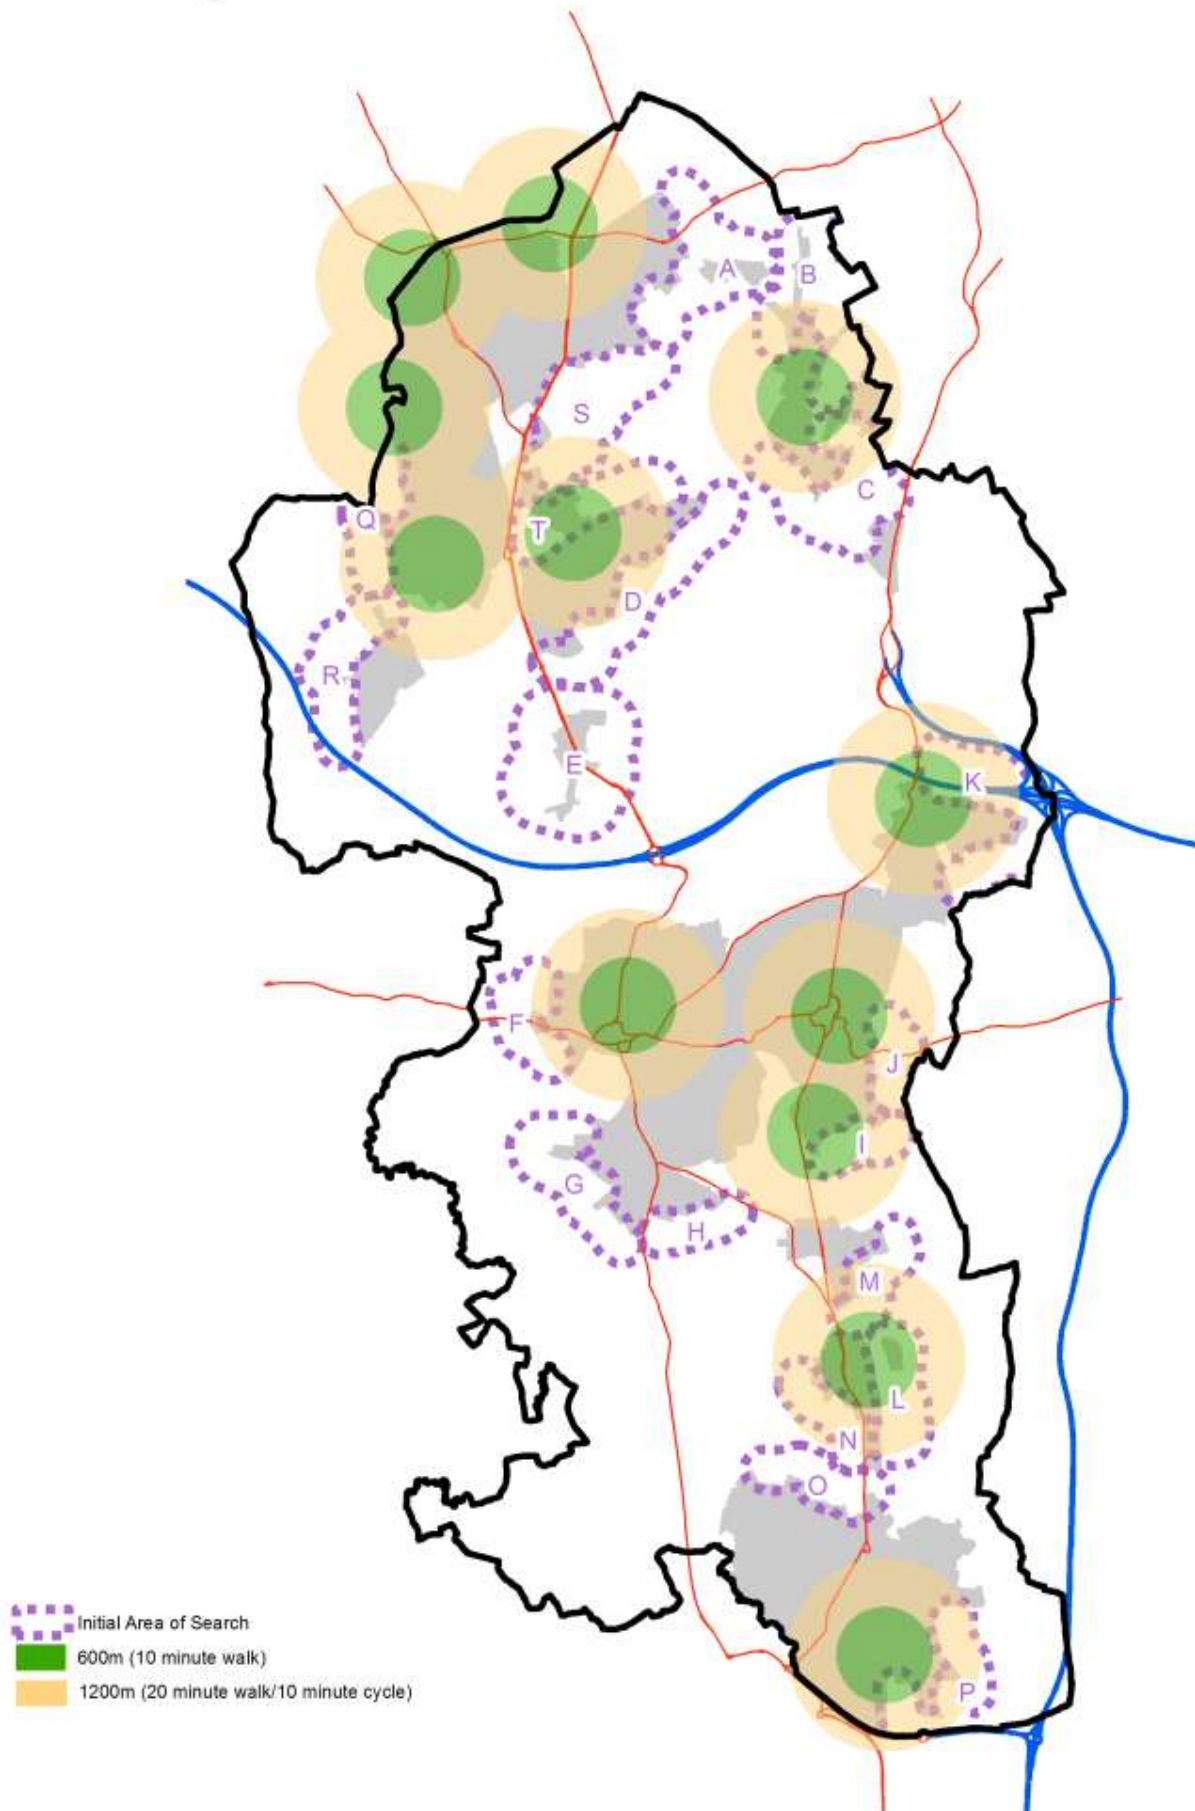 A
B
S
C
Q
T
D
R
E
K
F
J
I
G
H
M
L
N
O
P
Initial Area of Search
600m (10 minute walk)
1200m (20 minute walk/10 minute cycle)